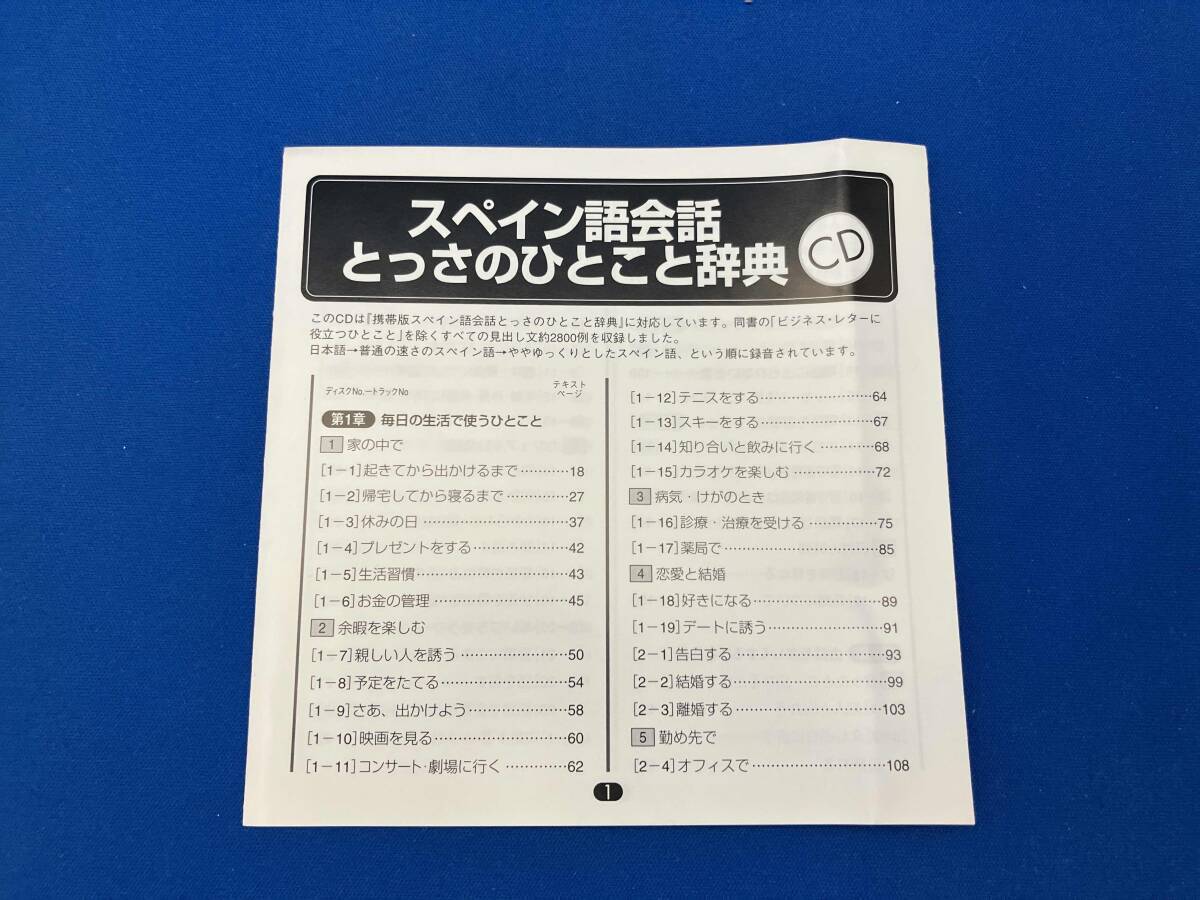 スペイン語会話
とっさのひとこと辞典
CD
このCDは『携帯版スペイン語会話とっさのひとこと辞典』に対応しています。同書の「ビジネス・レターに
役立つひとこと」を除くすべての見出し文約2800例を収録しました。
日本語→普通の速さのスペイン語→ややゆっくりとしたスペイン語、という順に録音されています。
ディスクNo.ートラックNo
テキスト
ページ
第1章 毎日の生活で使うひとこと
1 家の中で
[1−1]起きてから出かけるまで…………18
[1−2]帰宅してから寝るまで……………27
[1−3]休みの日……………………………37
[1−4]プレゼントをする…………………42
[1−5]生活習慣……………………………43
[1−6]お金の管理…………………………45
2 余暇を楽しむ
[1−7]親しい人を誘う……………………50
[1−8]予定をたてる………………………54
[1−9]さあ、出かけよう…………………58
[1−10]映画を見る………………………60
[1−11]コンサート・劇場に行く…………62
[1−12]テニスをする……………………64
[1−13]スキーをする……………………67
[1−14]知り合いと飲みに行く…………68
[1−15]カラオケを楽しむ………………72
3 病気・けがのとき
[1−16]診療・治療を受ける……………75
[1−17]薬局で……………………………85
4 恋愛と結婚
[1−18]好きになる………………………89
[1−19]デートに誘う……………………91
[2−1]告白する…………………………93
[2−2]結婚する…………………………99
[2−3]離婚する…………………………103
5 勤め先で
[2−4]オフィスで………………………108
1